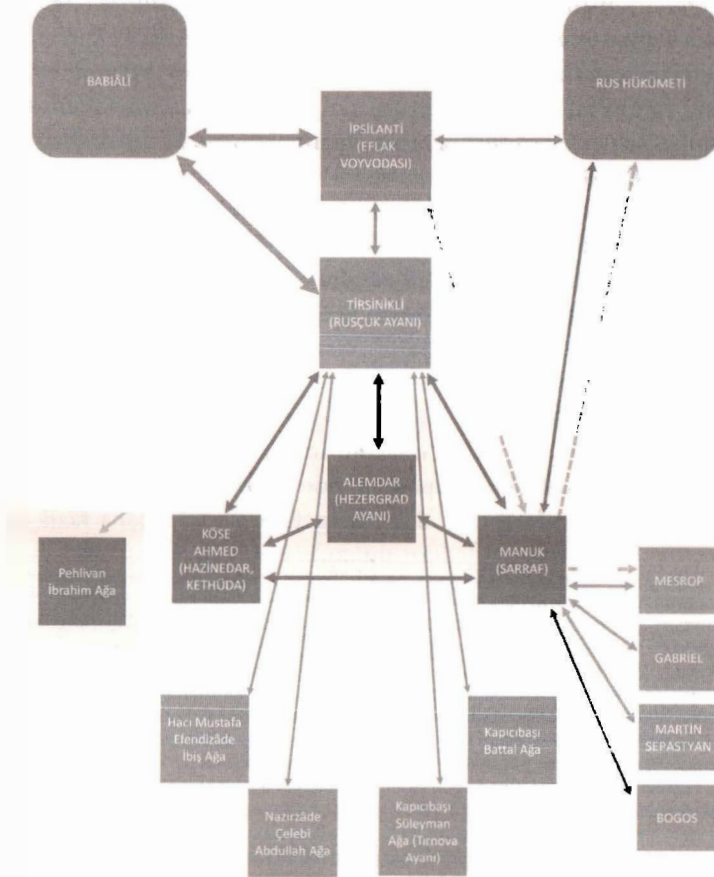 BABIÂLİ
RUS HÜKÜMETİ
İPSİLANTİ
(EFLAK
VOYVODASI)
TİRSİNİKLİ
(RUSÇUK AYANI)
ALEMDAR
(HEZERGRAD
AYANI)
KÖSE
AHMED
(HAZİNEDAR,
KETHÜDA)
MANUK
(SARRAF)
Pehlivan
İbrahim Ağa
MESROP
GABRIEL
MARTİN
SEPASTYAN
BOGOS
Hacı Mustafa
Efendizâde
İbiş Ağa
Kapıcıbaşı
Battal Ağa
Nazırzâde
Çelebi
Abdullah Ağa
Kapıcıbaşı
Süleyman
Ağa (Tırnova
Ayanı)